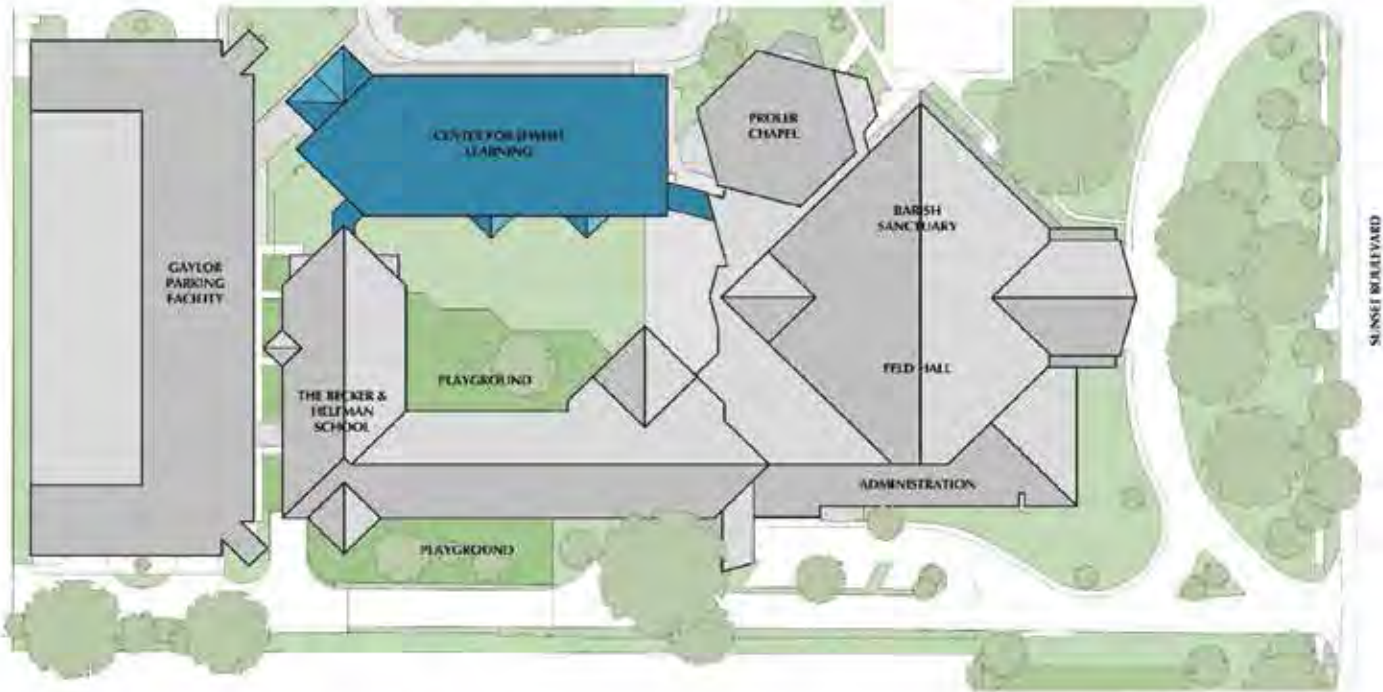 CENTER FOR JEWISH
LEARNING
PROLER
CHAPEL
BARISH
SANCTUARY
GAYLOR
PARKING
FACILITY
FELD HALL
PLAYGROUND
THE BECKER &
HELFMAN
SCHOOL
ADMINISTRATION
PLAYGROUND
SUNSET BOULEVARD